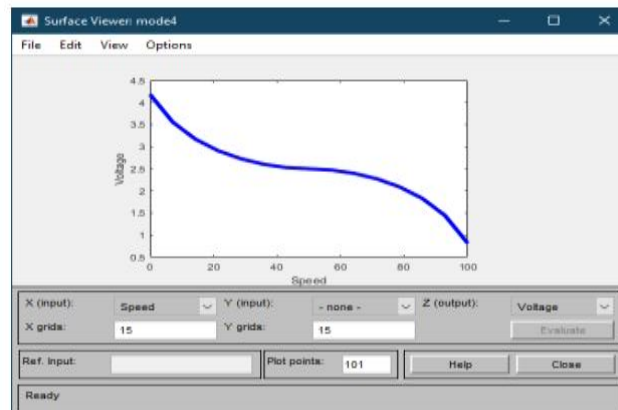 Surface Viewer: mode4
File Edit View Options
4.5
4
3.5
3
2.5
2
1.5
1
0.5
Voltage
0 20 40 60 80 100
Speed
X (input): Speed Y (input): - none - Z (output): Voltage
X grids: 15 Y grids: 15 Evaluate
Ref. Input: Plot points: 101 Help Close
Ready